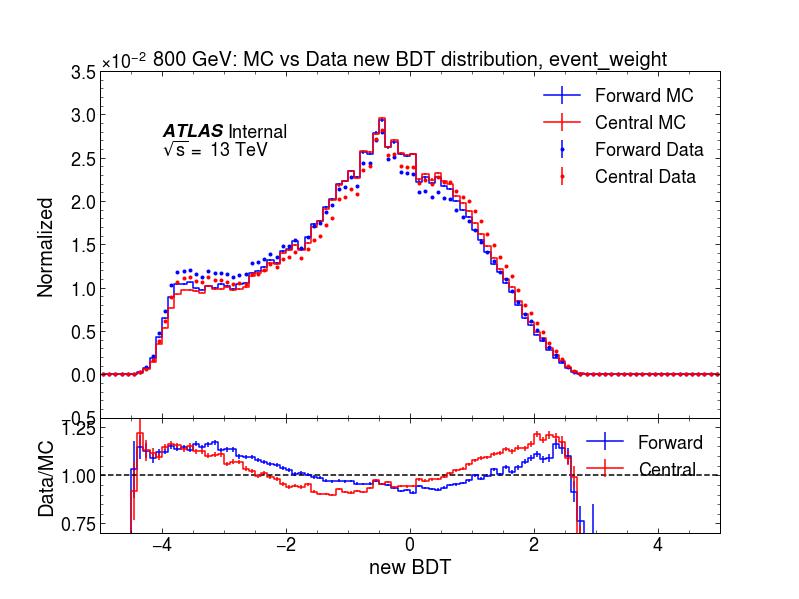 ×10⁻² 800 GeV: MC vs Data new BDT distribution, event_weight
3.5
3.0
2.5
2.0
1.5
1.0
0.5
0.0
0.5
Normalized
ATLAS Internal
√s = 13 TeV
Forward MC
Central MC
Forward Data
Central Data
1.25
1.00
0.75
Data/MC
Forward
Central
−4
−2
0
2
4
new BDT